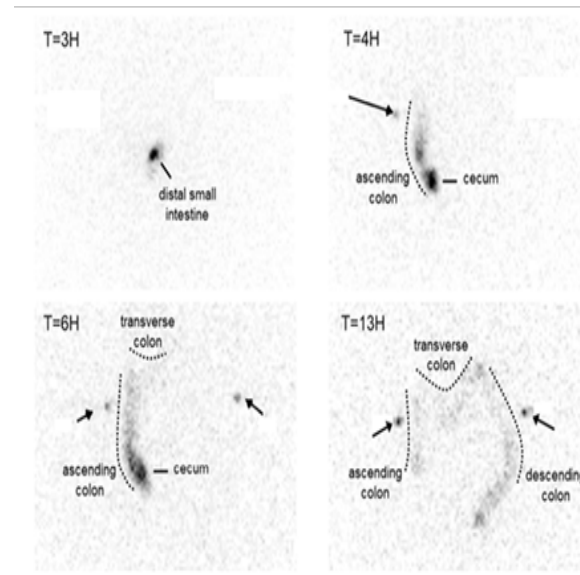 T=3H
distal small
intestine
T=4H
ascending
colon
cecum
T=6H
transverse
colon
ascending
colon
cecum
T=13H
transverse
colon
ascending
colon
descending
colon